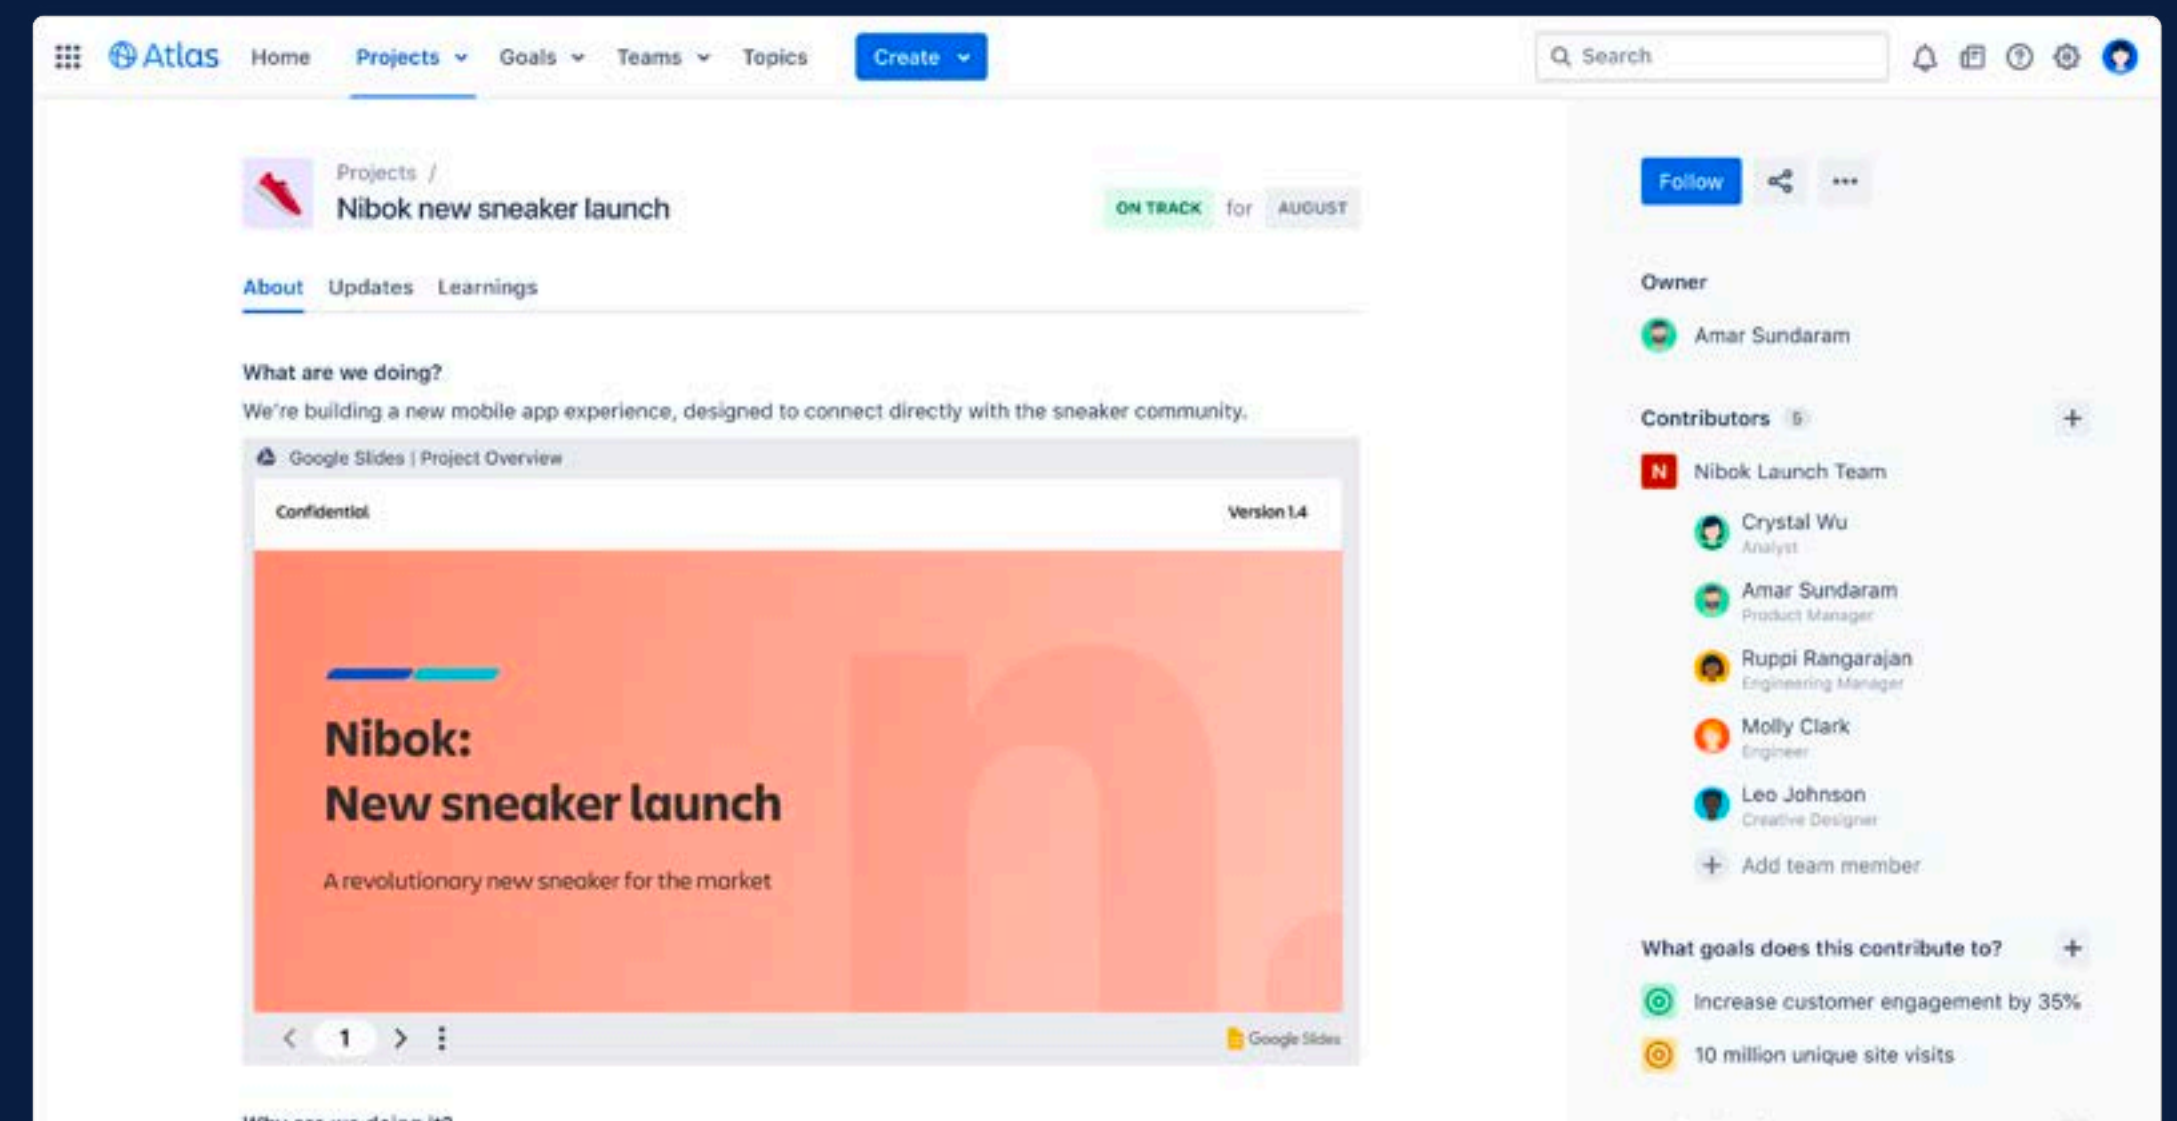 Atlas Home Projects Goals Teams Topics Create Search
Projects /
Nibok new sneaker launch
ON TRACK for AUGUST
About Updates Learnings
What are we doing?
We're building a new mobile app experience, designed to connect directly with the sneaker community.
Google Slides | Project Overview
Confidential Version 1.4
Nibok:
New sneaker launch
A revolutionary new sneaker for the market
1
Google Slides
Why are we doing it?
Follow
Owner
Amar Sundaram
Contributors 5
N Nibok Launch Team
Crystal Wu
Analyst
Amar Sundaram
Product Manager
Ruppi Rangarajan
Engineering Manager
Molly Clark
Engineer
Leo Johnson
Creative Designer
+ Add team member
What goals does this contribute to? +
Increase customer engagement by 35%
10 million unique site visits